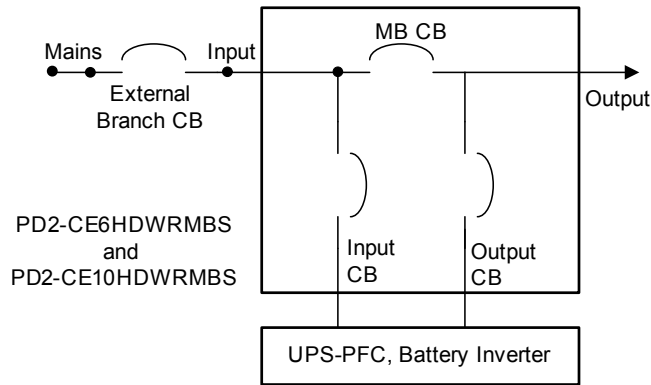 MB CB
Mains
Input
External
Branch CB
Output
PD2-CE6HDWRMBS
and
PD2-CE10HDWRMBS
Input
CB
Output
CB
UPS-PFC, Battery Inverter